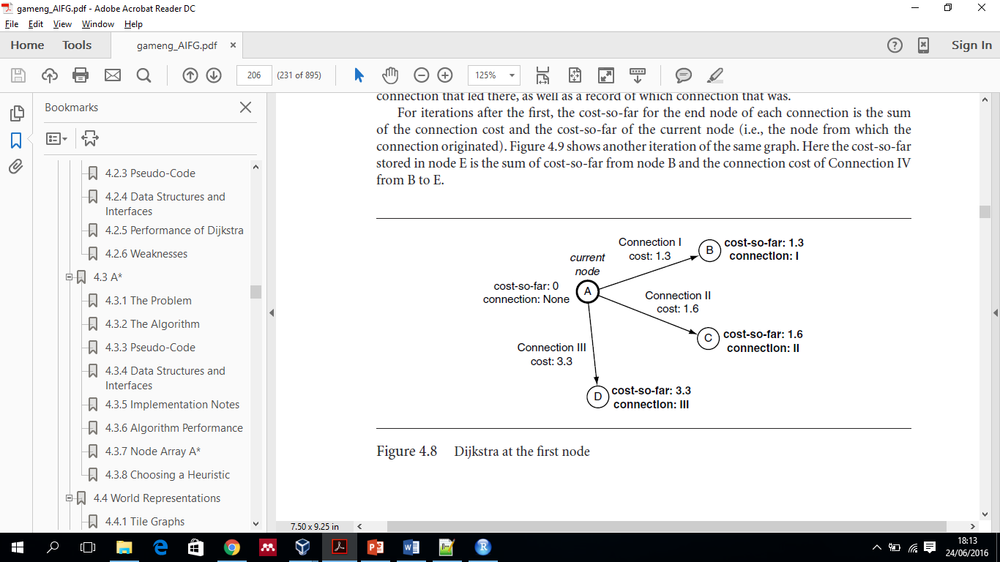 gameng_AIFG.pdf - Adobe Acrobat Reader DC
File Edit View Window Help
Home Tools gameng_AIFG.pdf × Sign In
206 (231 of 895) 125%
Bookmarks
4.2.3 Pseudo-Code
4.2.4 Data Structures and
Interfaces
4.2.5 Performance of Dijkstra
4.2.6 Weaknesses
4.3 A*
4.3.1 The Problem
4.3.2 The Algorithm
4.3.3 Pseudo-Code
4.3.4 Data Structures and
Interfaces
4.3.5 Implementation Notes
4.3.6 Algorithm Performance
4.3.7 Node Array A*
4.3.8 Choosing a Heuristic
4.4 World Representations
4.4.1 Tile Graphs
connection that led there, as well as a record of which connection that was.
For iterations after the first, the cost-so-far for the end node of each connection is the sum
of the connection cost and the cost-so-far of the current node (i.e., the node from which the
connection originated). Figure 4.9 shows another iteration of the same graph. Here the cost-so-far
stored in node E is the sum of cost-so-far from node B and the connection cost of Connection IV
from B to E.
Connection I
cost: 1.3
B
cost-so-far: 1.3
connection: I
current
node
cost-so-far: 0
connection: None
A
Connection II
cost: 1.6
C
cost-so-far: 1.6
connection: II
Connection III
cost: 3.3
D
cost-so-far: 3.3
connection: III
Figure 4.8 Dijkstra at the first node
7.50 x 9.25 in
18:13
24/06/2016